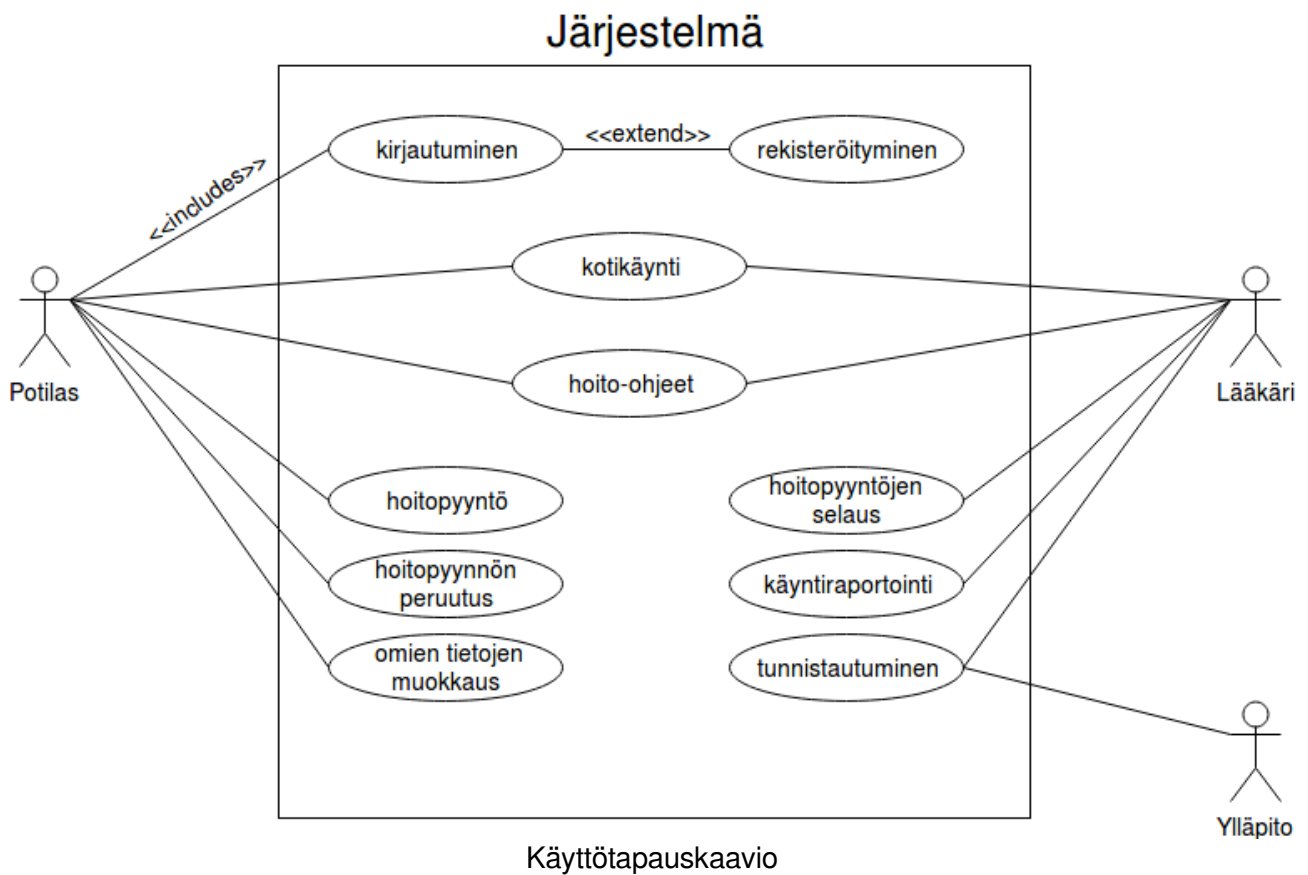 Järjestelmä
kirjautuminen
<<extend>>
rekisteröityminen
<<includes>>
kotikäynti
Potilas
hoito-ohjeet
Lääkäri
hoitopyyntö
hoitopyyntöjen
selaus
hoitopyynnön
peruutus
käyntiraportointi
omien tietojen
muokkaus
tunnistautuminen
Ylläpito
Käyttötapauskaavio